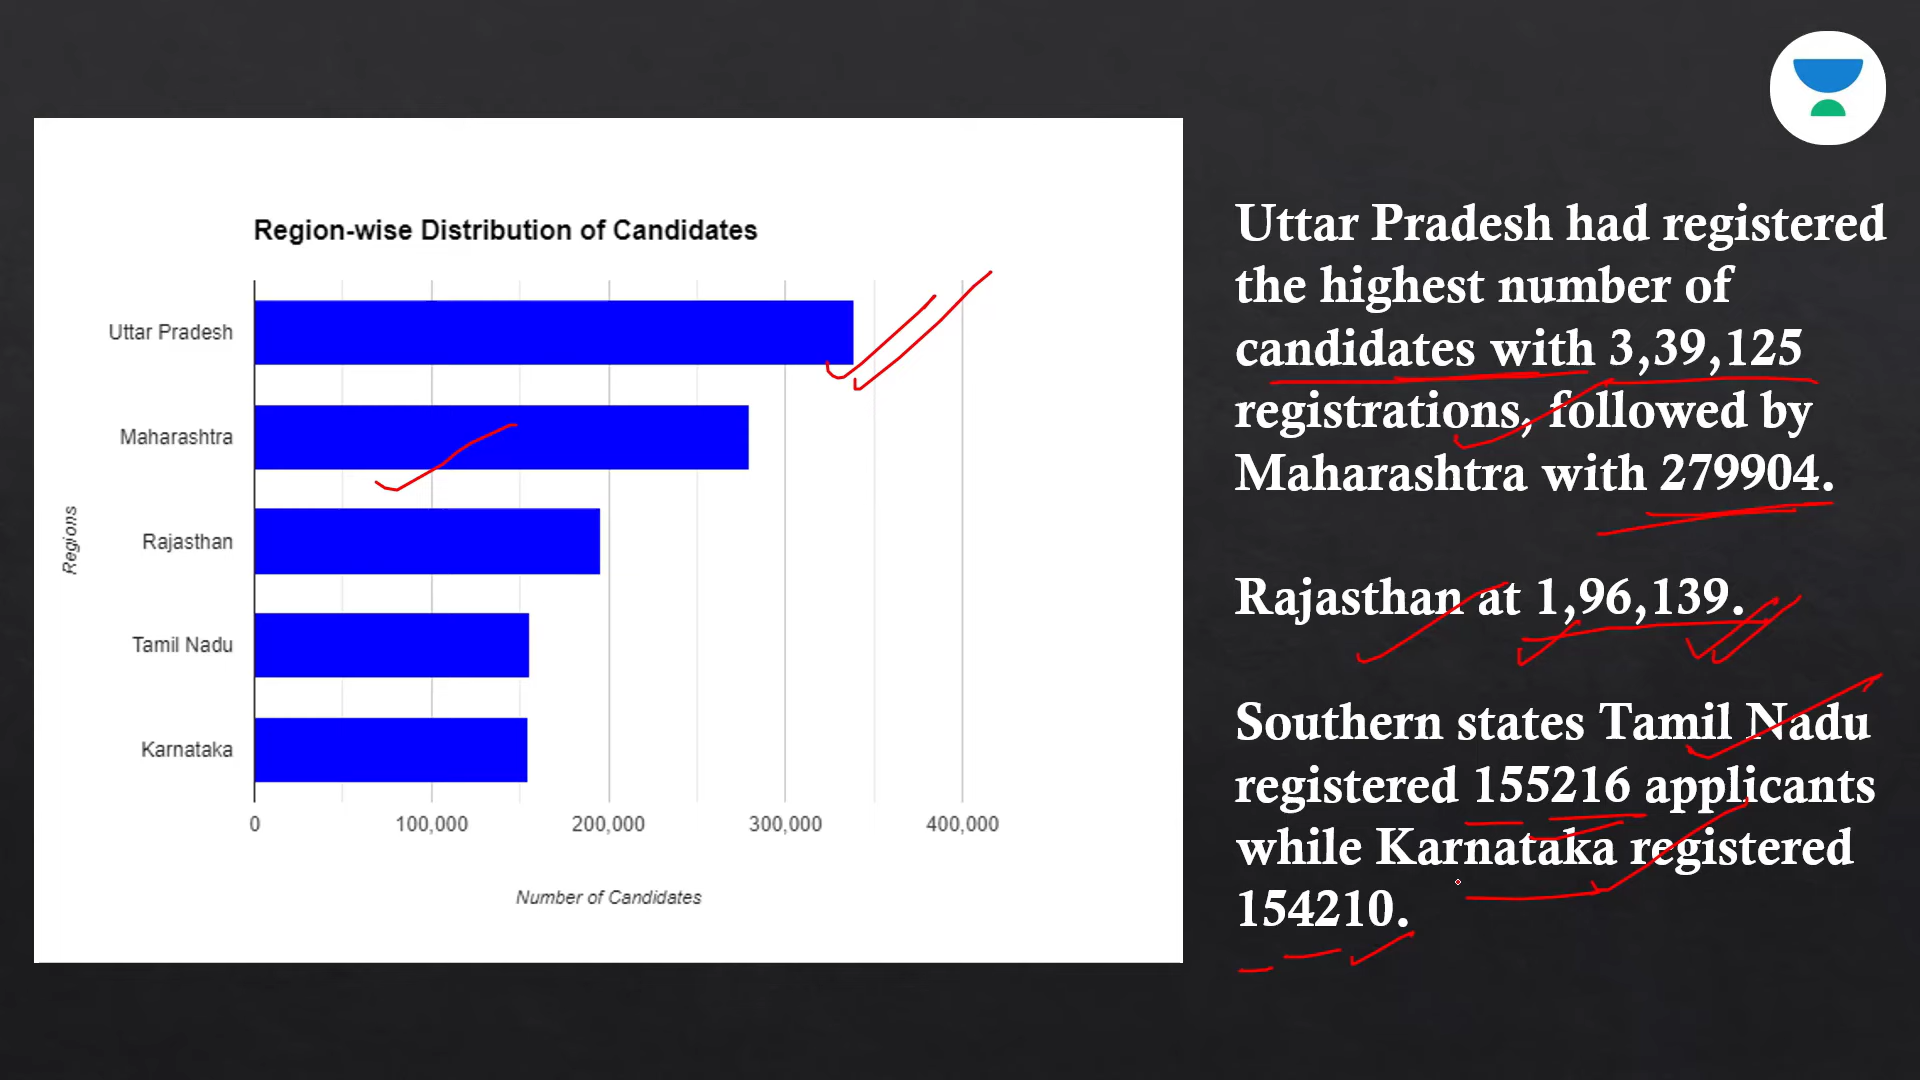 Region-wise Distribution of Candidates
Regions
Uttar Pradesh
Maharashtra
Rajasthan
Tamil Nadu
Karnataka
0 100,000 200,000 300,000 400,000
Number of Candidates
Uttar Pradesh had registered
the highest number of
candidates with 3,39,125
registrations, followed by
Maharashtra with 279904.
Rajasthan at 1,96,139.
Southern states Tamil Nadu
registered 155216 applicants
while Karnataka registered
154210.